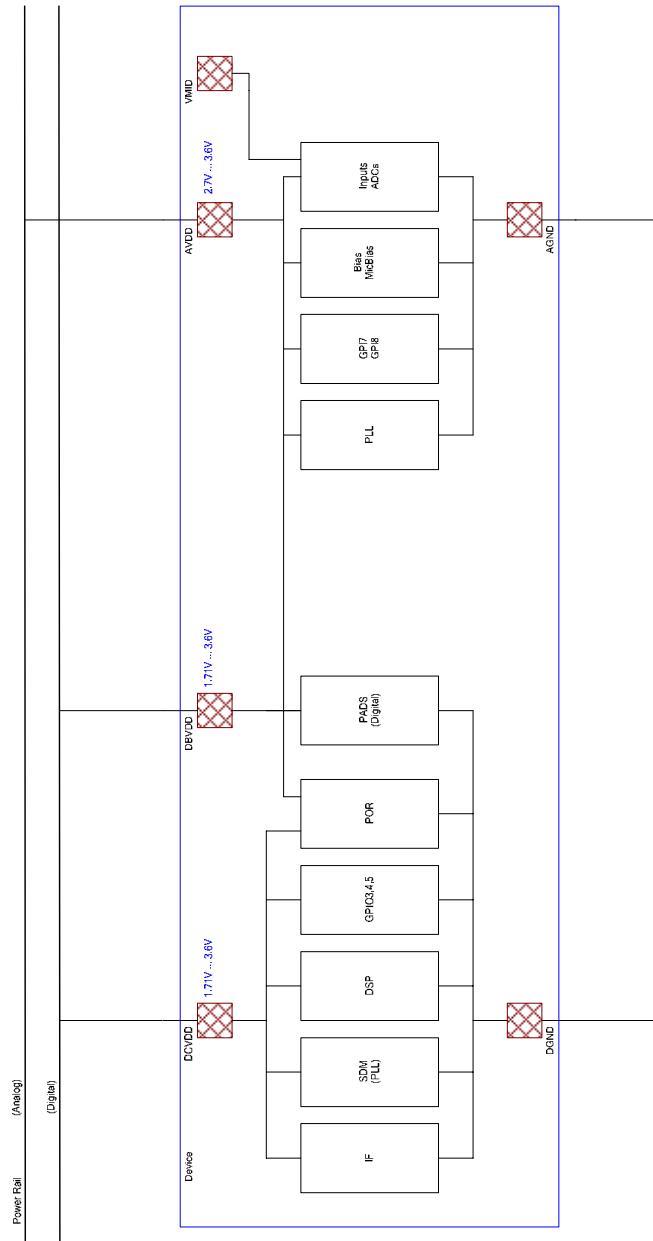 Power Rail
(Analog)
(Digital)
Device
DCVDD
1.71V ... 3.6V
DBVDD
1.71V ... 3.6V
AVDD
2.7V ... 3.6V
VMID
IF
SDM
(PLL)
DSP
GPIO3,4,5
POR
PADS
(Digital)
PLL
GPI7
GPI8
Bias
MicBias
Inputs
ADCs
DGND
AGND